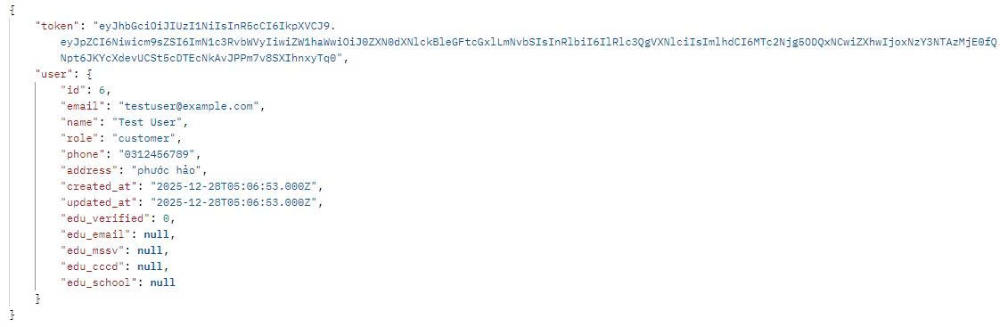 {
"token": "eyJhbGciOiJIUzI1NiIsInR5cCI6IkpXVCJ9.
eyJpZCI6Niwicm9sZSI6ImN1c3RvbWVyIiwiZW1haWwiOiJ0ZXN0dXNlckBleGFtcGxlLmNvbSIsInRlbiI6IlRlc3QgVXNlciIsImlhdCI6MTc2Njg5ODQxNCwiZXhwIjoxNzY3NTAzMjE0fQ.
Npt6JKYcXdevUCSt5cDTEcNkAvJPPm7v8SXIhnxyTq0",
"user": {
"id": 6,
"email": "testuser@example.com",
"name": "Test User",
"role": "customer",
"phone": "0312456789",
"address": "phước hảo",
"created_at": "2025-12-28T05:06:53.000Z",
"updated_at": "2025-12-28T05:06:53.000Z",
"edu_verified": 0,
"edu_email": null,
"edu_mssv": null,
"edu_cccd": null,
"edu_school": null
}
}